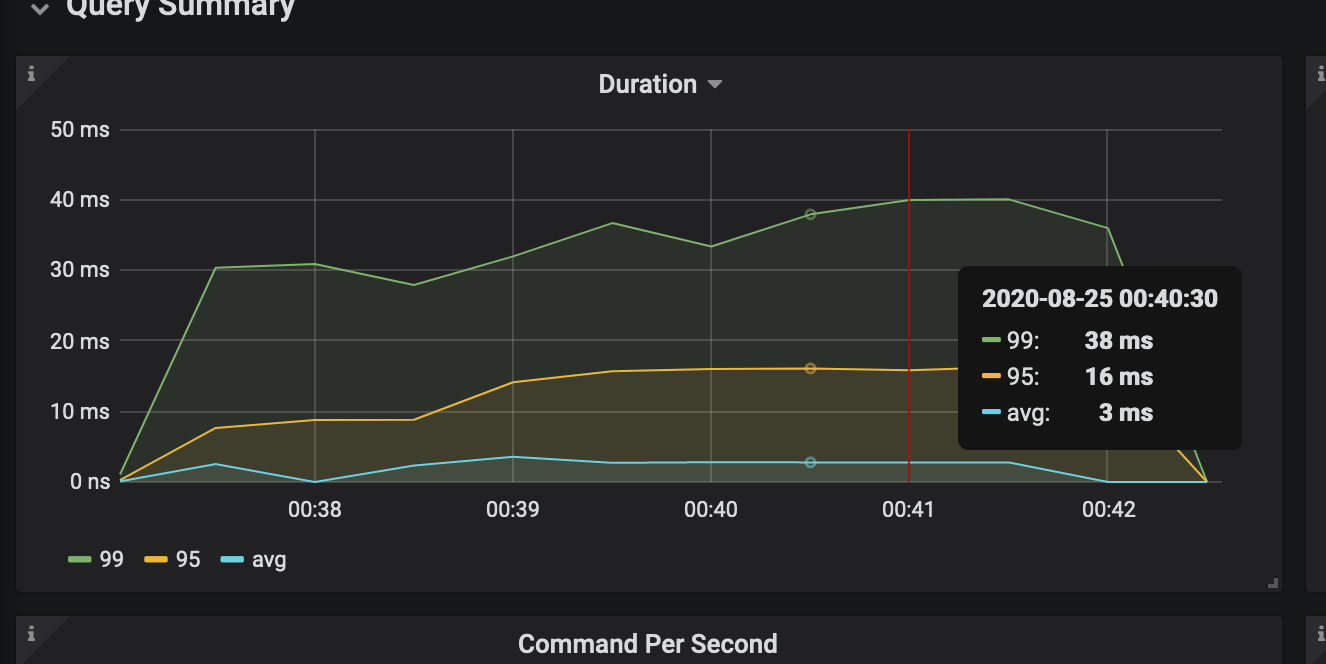 Query Summary
i
i
Duration
50 ms
40 ms
30 ms
20 ms
10 ms
0 ns
2020-08-25 00:40:30
99: 38 ms
95: 16 ms
avg: 3 ms
00:38 00:39 00:40 00:41 00:42
99 95 avg
i
i
Command Per Second